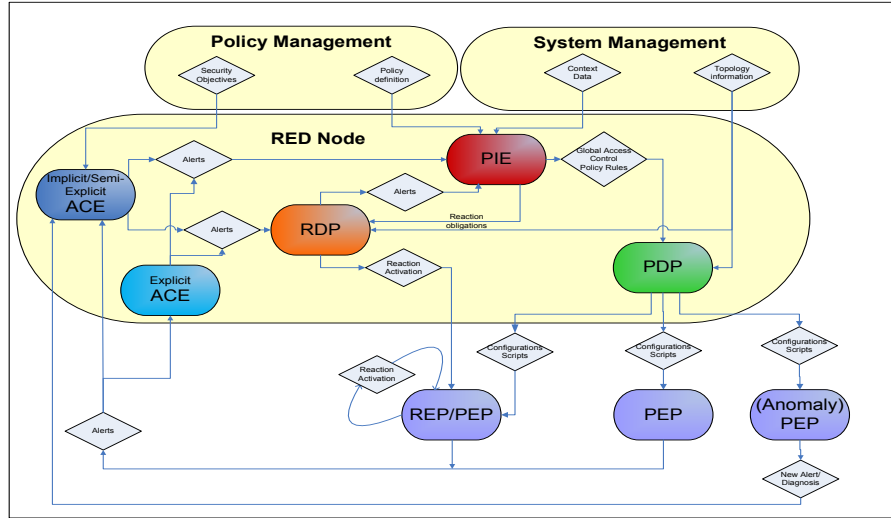 Policy Management
System Management
Security
Objectives
Policy
definition
Context
Data
Topology
information
RED Node
Alerts
PIE
Global Access
Control
Policy Rules
Implicit/Semi-
Explicit
ACE
Alerts
Alerts
RDP
Reaction
obligations
Explicit
ACE
Reaction
Activation
PDP
Configurations
Scripts
Configurations
Scripts
Configurations
Scripts
Reaction
Activation
REP/PEP
PEP
(Anomaly)
PEP
Alerts
New Alert/
Diagnosis